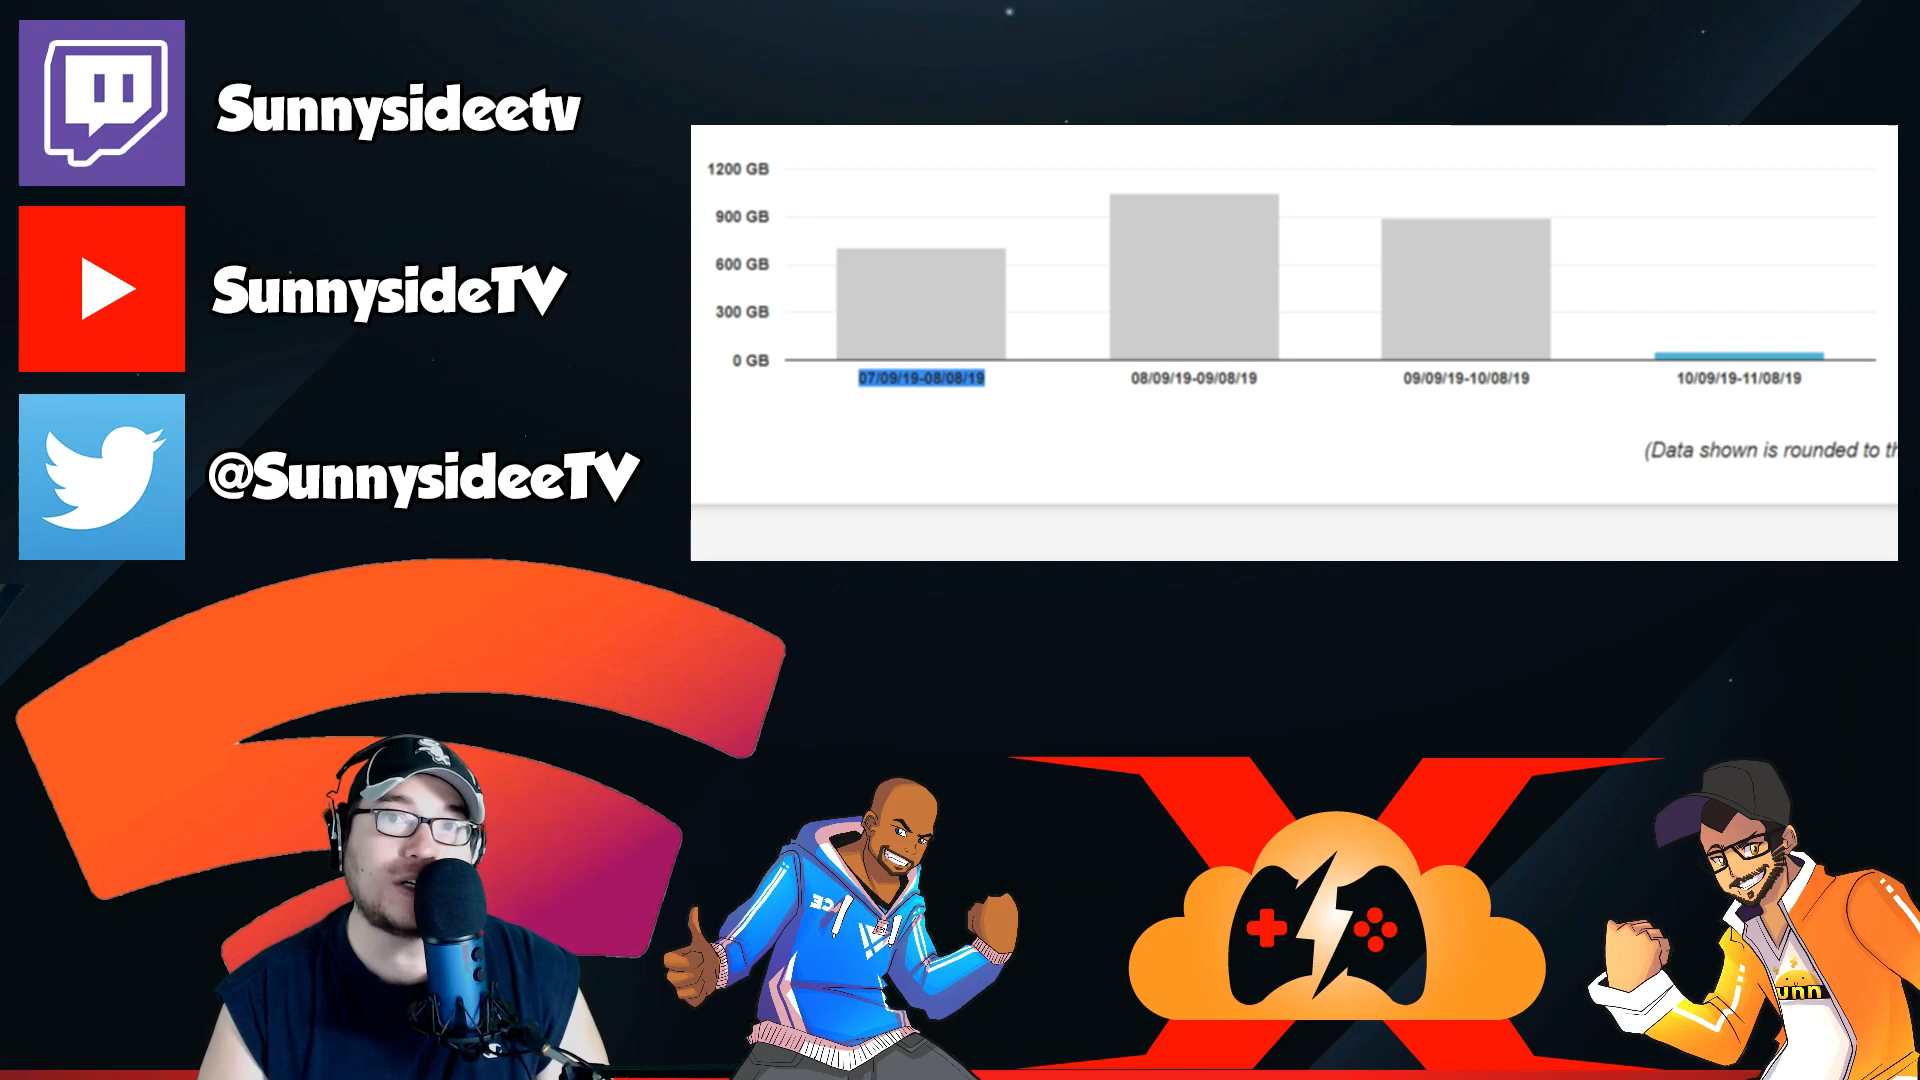 Sunnysideetv
SunnysideTV
@SunnysideeTV
1200 GB
900 GB
600 GB
300 GB
0 GB
07/09/19-08/08/19
08/09/19-09/08/19
09/09/19-10/08/19
10/09/19-11/08/19
(Data shown is rounded to th
unn